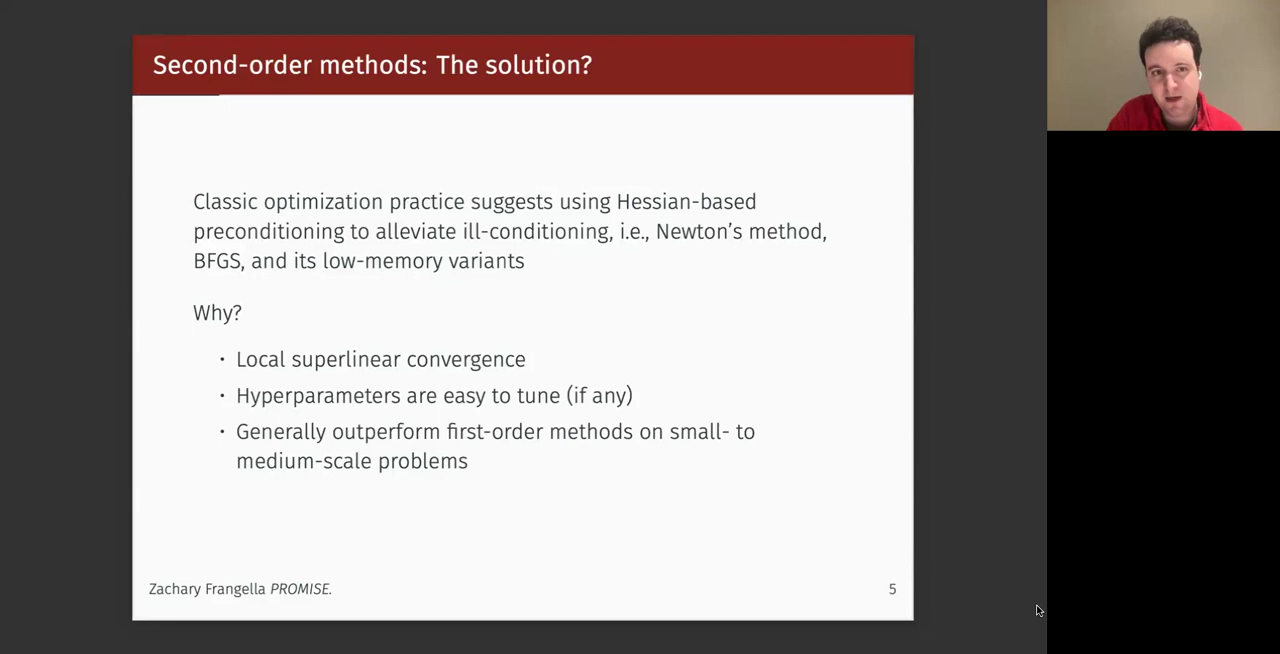 Second-order methods: The solution?
Classic optimization practice suggests using Hessian-based
preconditioning to alleviate ill-conditioning, i.e., Newton's method,
BFGS, and its low-memory variants
Why?
• Local superlinear convergence
• Hyperparameters are easy to tune (if any)
• Generally outperform first-order methods on small- to
medium-scale problems
Zachary Frangella PROMISE.
5